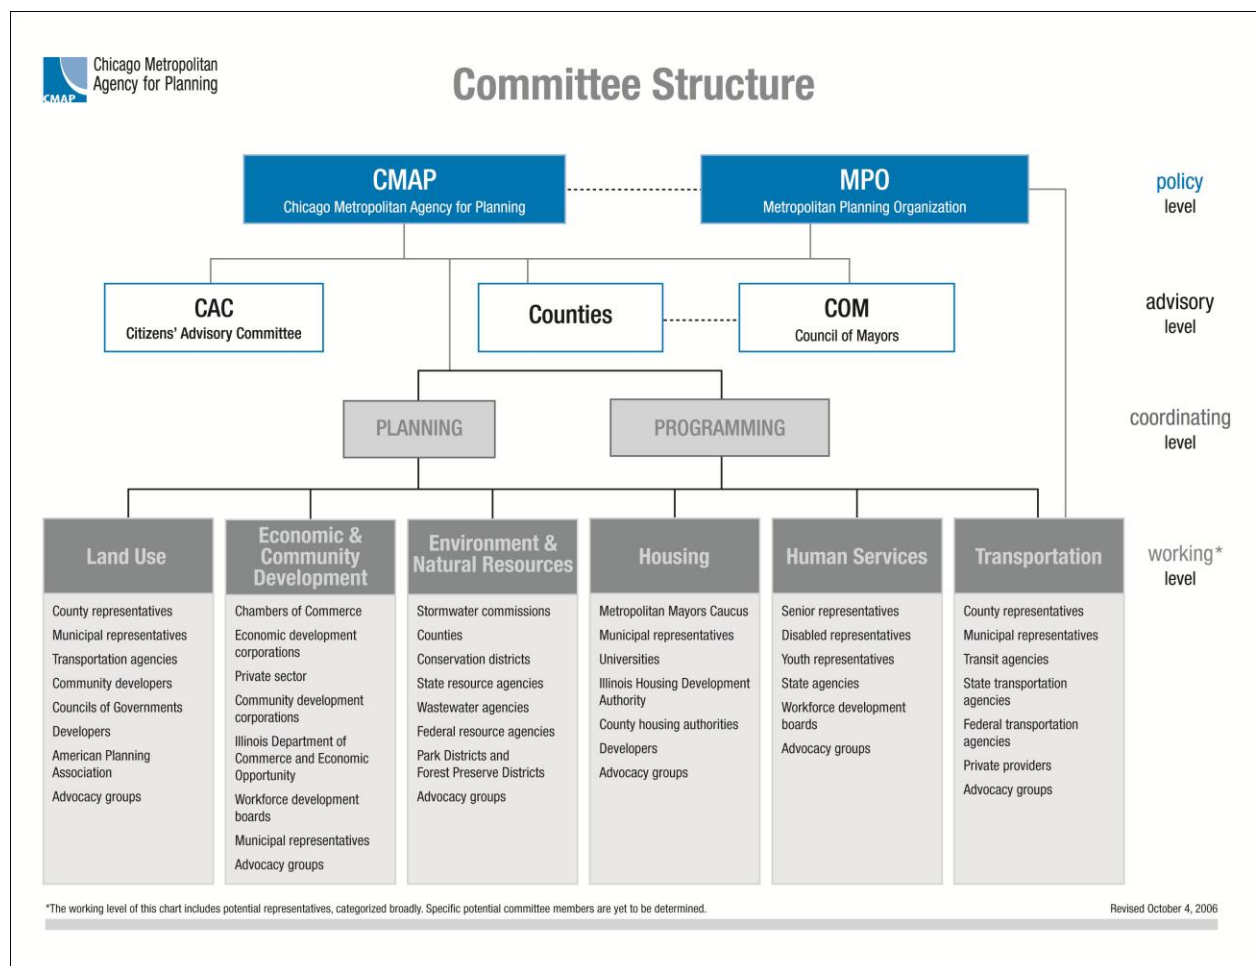 Chicago Metropolitan
Agency for Planning
CMAP
Committee Structure
CMAP
Chicago Metropolitan Agency for Planning
MPO
Metropolitan Planning Organization
policy
level
CAC
Citizens' Advisory Committee
Counties
COM
Council of Mayors
advisory
level
PLANNING
PROGRAMMING
coordinating
level
Land Use
County representatives
Municipal representatives
Transportation agencies
Community developers
Councils of Governments
Developers
American Planning
Association
Advocacy groups
Economic &
Community
Development
Chambers of Commerce
Economic development
corporations
Private sector
Community development
corporations
Illinois Department of
Commerce and Economic
Opportunity
Workforce development
boards
Municipal representatives
Advocacy groups
Environment &
Natural Resources
Stormwater commissions
Counties
Conservation districts
State resource agencies
Wastewater agencies
Federal resource agencies
Park Districts and
Forest Preserve Districts
Advocacy groups
Housing
Metropolitan Mayors Caucus
Municipal representatives
Universities
Illinois Housing Development
Authority
County housing authorities
Developers
Advocacy groups
Human Services
Senior representatives
Disabled representatives
Youth representatives
State agencies
Workforce development
boards
Advocacy groups
Transportation
County representatives
Municipal representatives
Transit agencies
State transportation
agencies
Federal transportation
agencies
Private providers
Advocacy groups
working*
level
*The working level of this chart includes potential representatives, categorized broadly. Specific potential committee members are yet to be determined.
Revised October 4, 2006